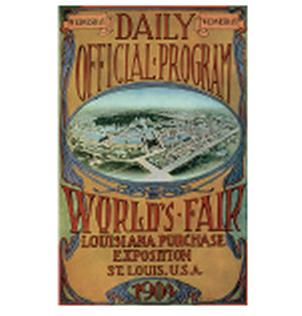 DAILY
OFFICIAL·PROGRAM
WORLD'S·FAIR
LOUISIANA PURCHASE
EXPOSITION
ST. LOUIS, U.S.A.
1904